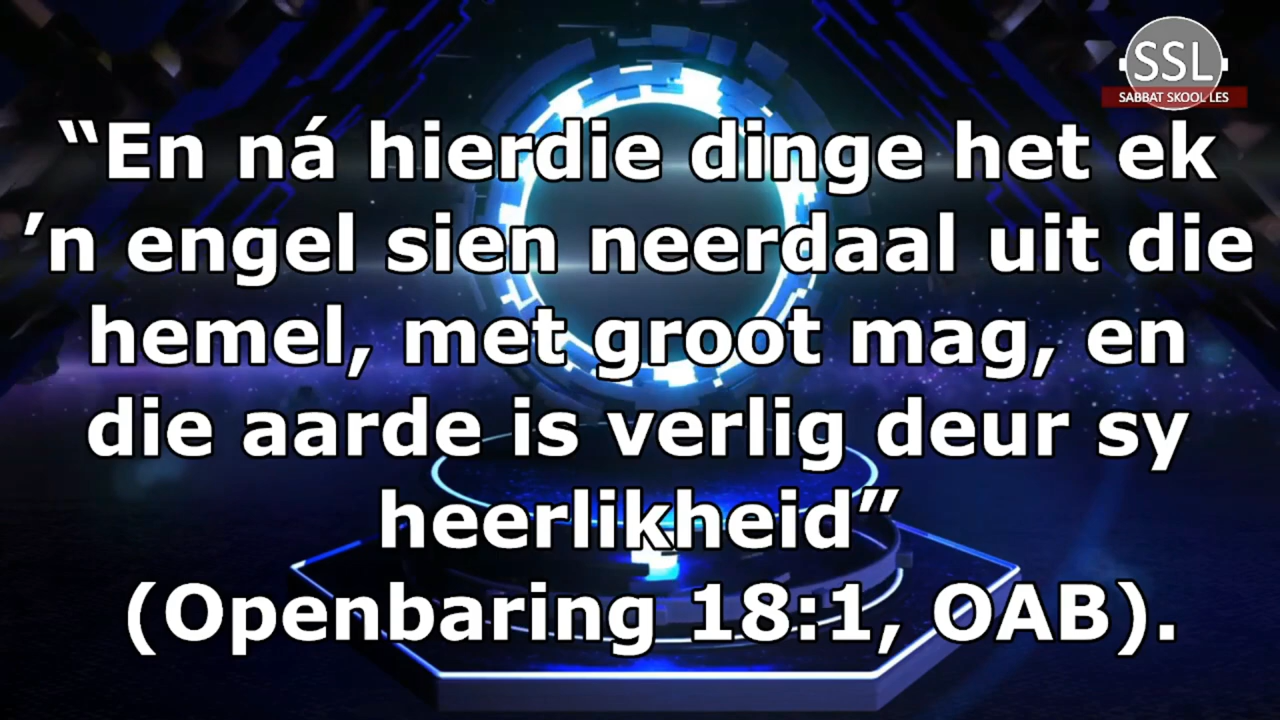 SSL
SABBAT SKOOL LES
“En ná hierdie dinge het ek
’n engel sien neerdaal uit die
hemel, met groot mag, en
die aarde is verlig deur sy
heerlikheid”
(Openbaring 18:1, OAB).